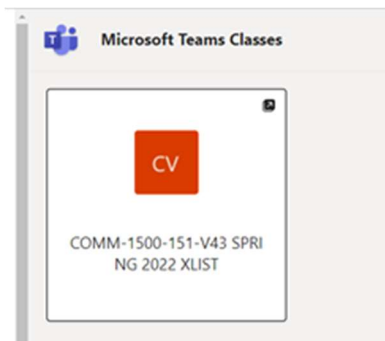 Microsoft Teams Classes
CV
COMM-1500-151-V43 SPRI
NG 2022 XLIST